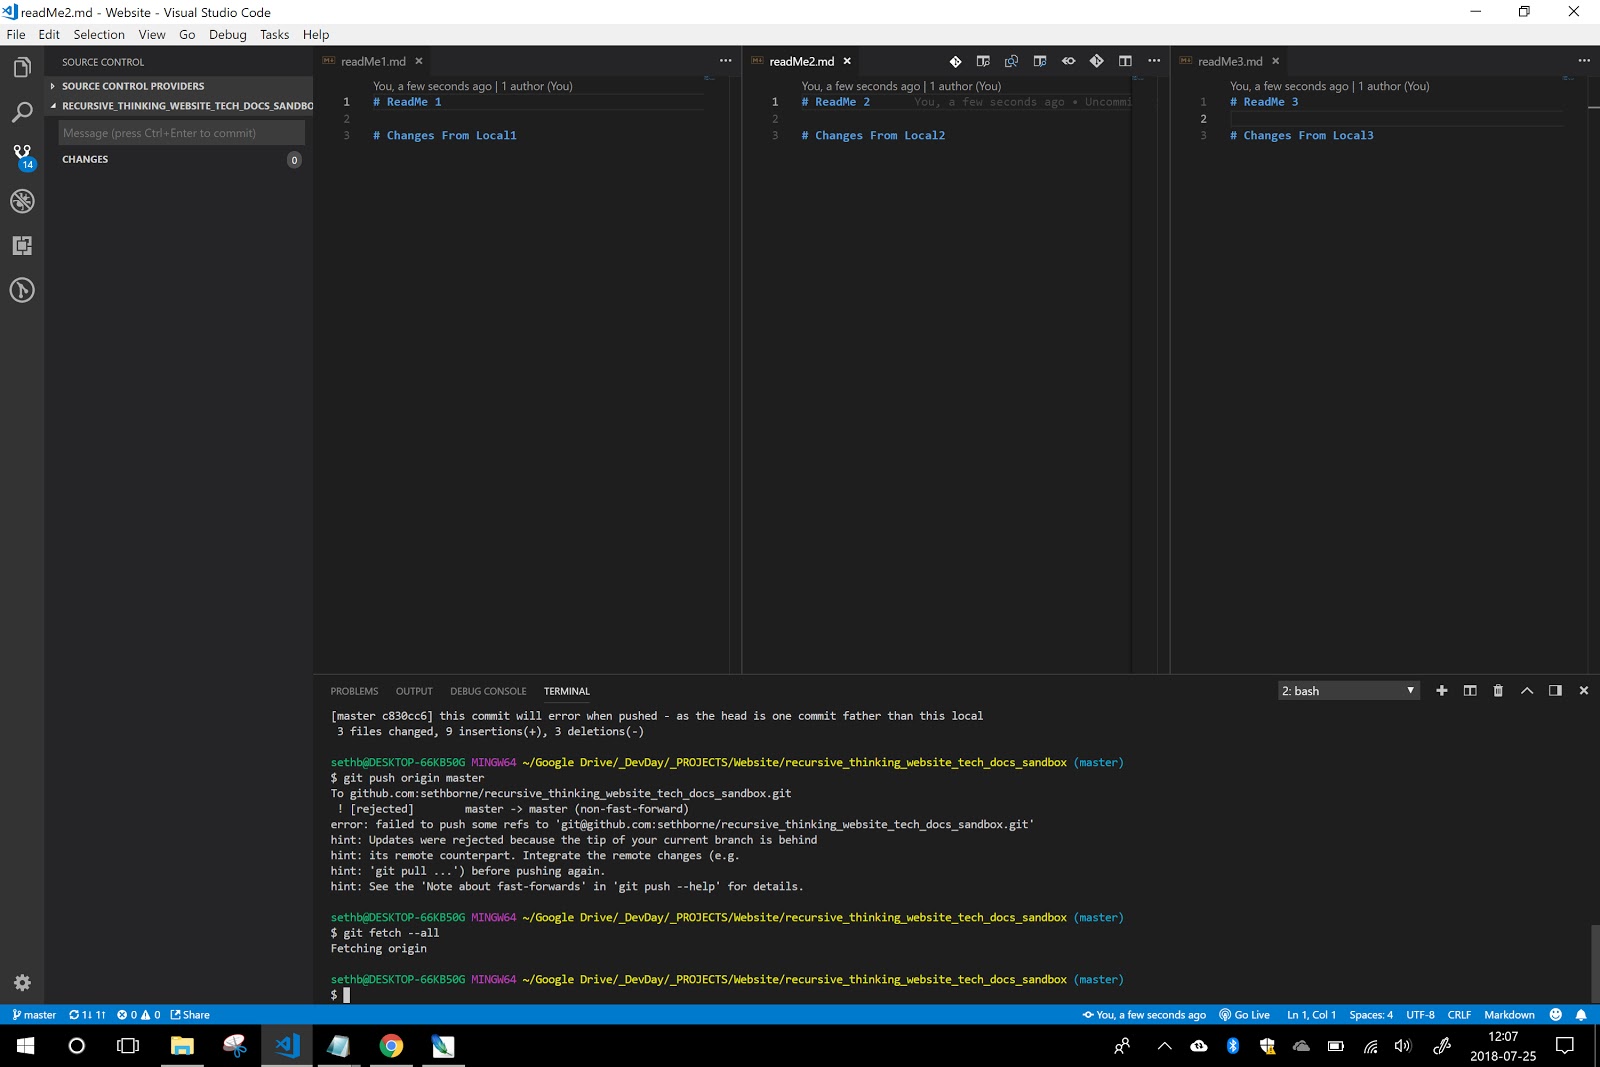 readMe2.md - Website - Visual Studio Code
File Edit Selection View Go Debug Tasks Help
SOURCE CONTROL
SOURCE CONTROL PROVIDERS
RECURSIVE_THINKING_WEBSITE_TECH_DOCS_SANDBO
Message (press Ctrl+Enter to commit)
CHANGES 0
14
readMe1.md
You, a few seconds ago | 1 author (You)
1 # ReadMe 1
2
3 # Changes From Local1
readMe2.md
You, a few seconds ago | 1 author (You)
1 # ReadMe 2 You, a few seconds ago • Uncommi
2
3 # Changes From Local2
readMe3.md
You, a few seconds ago | 1 author (You)
1 # ReadMe 3
2
3 # Changes From Local3
PROBLEMS OUTPUT DEBUG CONSOLE TERMINAL 2: bash
[master c830cc6] this commit will error when pushed - as the head is one commit father than this local
3 files changed, 9 insertions(+), 3 deletions(-)
sethb@DESKTOP-66KB50G MINGW64 ~/Google Drive/_DevDay/_PROJECTS/Website/recursive_thinking_website_tech_docs_sandbox (master)
$ git push origin master
To github.com:sethborne/recursive_thinking_website_tech_docs_sandbox.git
! [rejected] master -> master (non-fast-forward)
error: failed to push some refs to 'git@github.com:sethborne/recursive_thinking_website_tech_docs_sandbox.git'
hint: Updates were rejected because the tip of your current branch is behind
hint: its remote counterpart. Integrate the remote changes (e.g.
hint: 'git pull ...') before pushing again.
hint: See the 'Note about fast-forwards' in 'git push --help' for details.
sethb@DESKTOP-66KB50G MINGW64 ~/Google Drive/_DevDay/_PROJECTS/Website/recursive_thinking_website_tech_docs_sandbox (master)
$ git fetch --all
Fetching origin
sethb@DESKTOP-66KB50G MINGW64 ~/Google Drive/_DevDay/_PROJECTS/Website/recursive_thinking_website_tech_docs_sandbox (master)
$
master 1↓ 1↑ 0 0 Share You, a few seconds ago Go Live Ln 1, Col 1 Spaces: 4 UTF-8 CRLF Markdown
12:07
2018-07-25